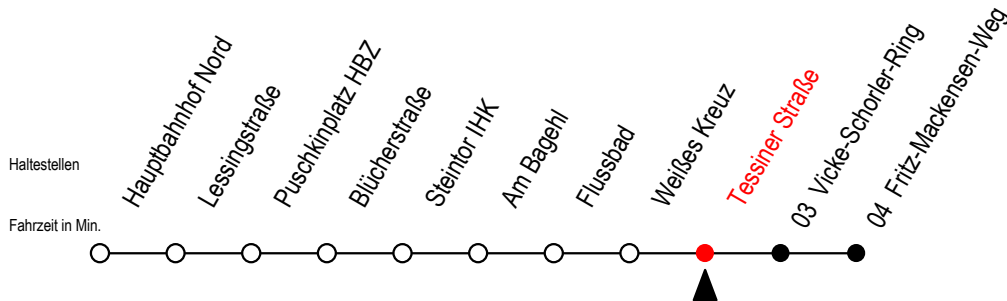 Haltestellen
Fahrzeit in Min.
Hauptbahnhof Nord
Lessingstraße
Puschkinplatz HBZ
Blücherstraße
Steintor IHK
Am Bagehl
Flussbad
Weißes Kreuz
Tessiner Straße
03 Vicke-Schorler-Ring
04 Fritz-Mackensen-Weg